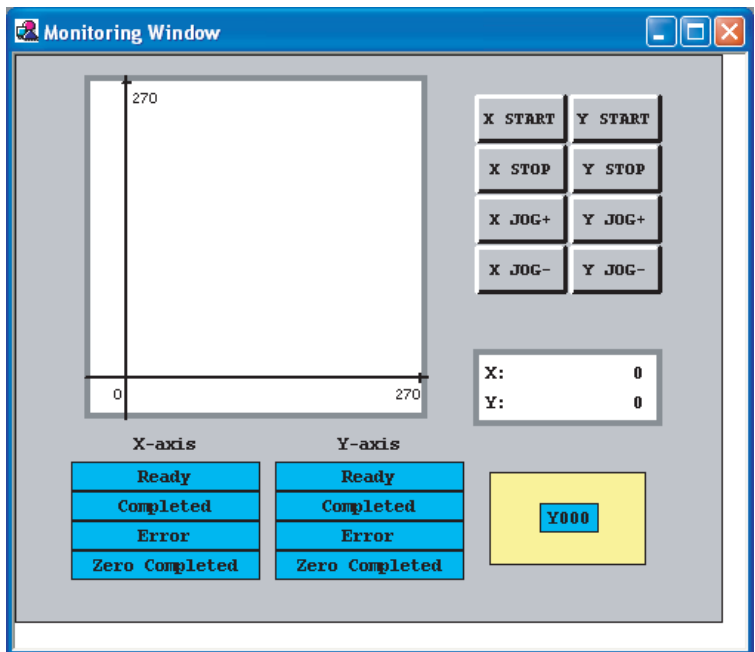 Monitoring Window
270
0
270
X START Y START
X STOP Y STOP
X JOG+ Y JOG+
X JOG- Y JOG-
X: 0
Y: 0
X-axis Y-axis
Ready Ready
Completed Completed
Error Error
Zero Completed Zero Completed
Y000